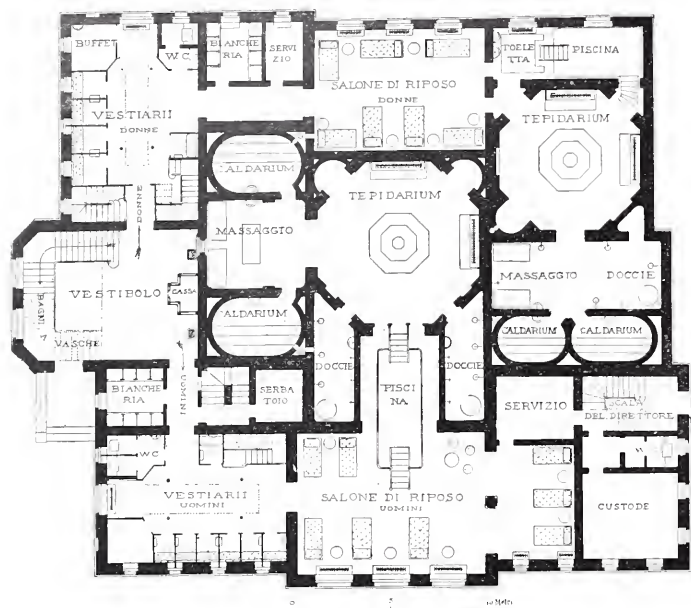 BUFFET
W.C.
BIANCHE
RIA
SERVI
ZIO
SALONE DI RIPOSO
DONNE
TOELE
TTA
PISCINA
VESTIARII
DONNE
TEPIDARIUM
CALDARIUM
TEPIDARIUM
DONNE
MASSAGGIO
MASSAGGIO
DOCCIE
VESTIBOLO
CASSA
BAGNI A
VASCHE
CALDARIUM
CALDARIUM
CALDARIUM
UOMINI
DOCCIE
PISCI
NA
DOCCIE
BIANCHE
RIA
SERBA
TOIO
SERVIZIO
SCALA
DEL DIRETTORE
W.C
W
VESTIARII
UOMINI
SALONE DI RIPOSO
UOMINI
CUSTODE
0 5 10 Metri